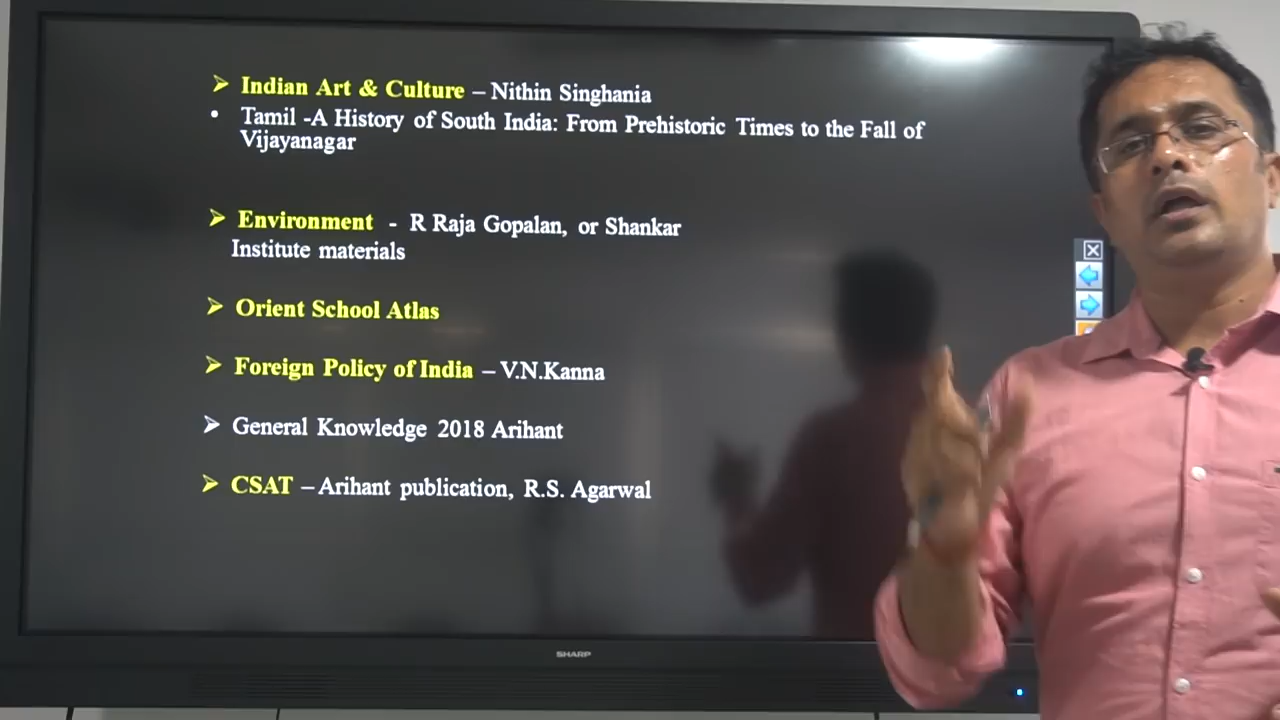 ➢ Indian Art & Culture – Nithin Singhania
• Tamil -A History of South India: From Prehistoric Times to the Fall of
Vijayanagar
➢ Environment - R Raja Gopalan, or Shankar
Institute materials
➢ Orient School Atlas
➢ Foreign Policy of India – V.N.Kanna
➢ General Knowledge 2018 Arihant
➢ CSAT – Arihant publication, R.S. Agarwal
SHARP